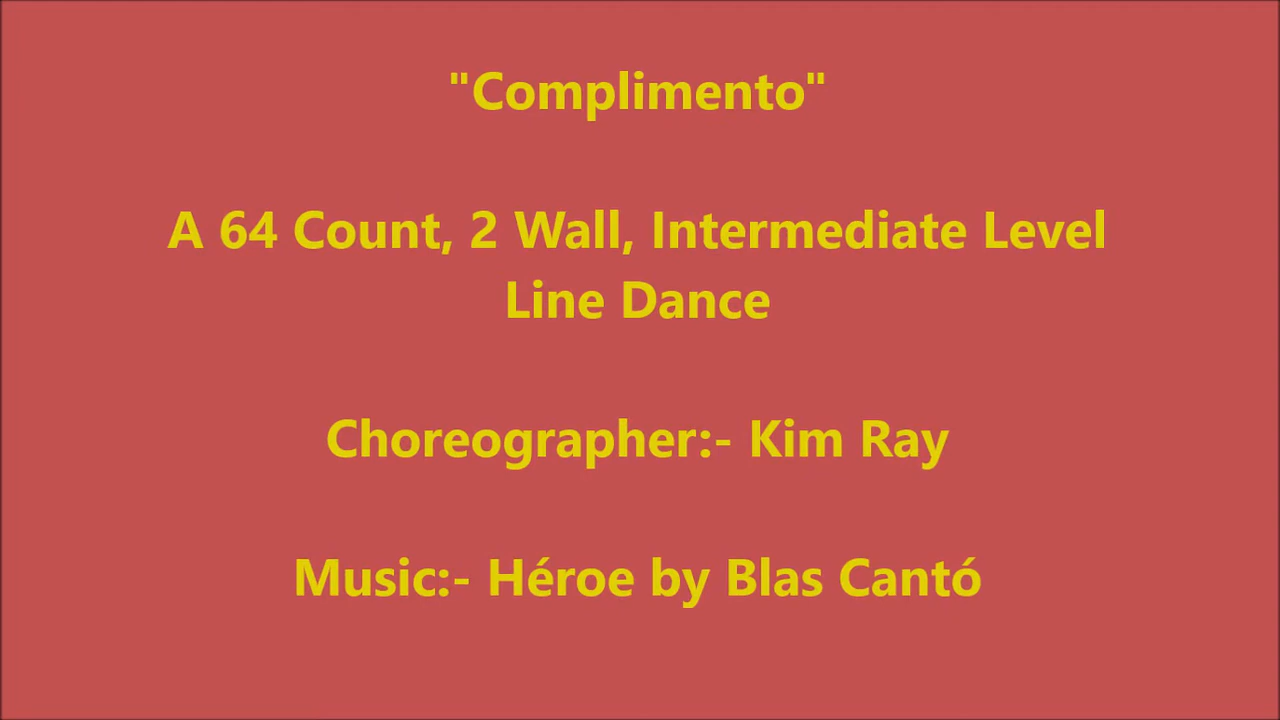 "Complimento"
A 64 Count, 2 Wall, Intermediate Level
Line Dance
Choreographer:- Kim Ray
Music:- Héroe by Blas Cantó